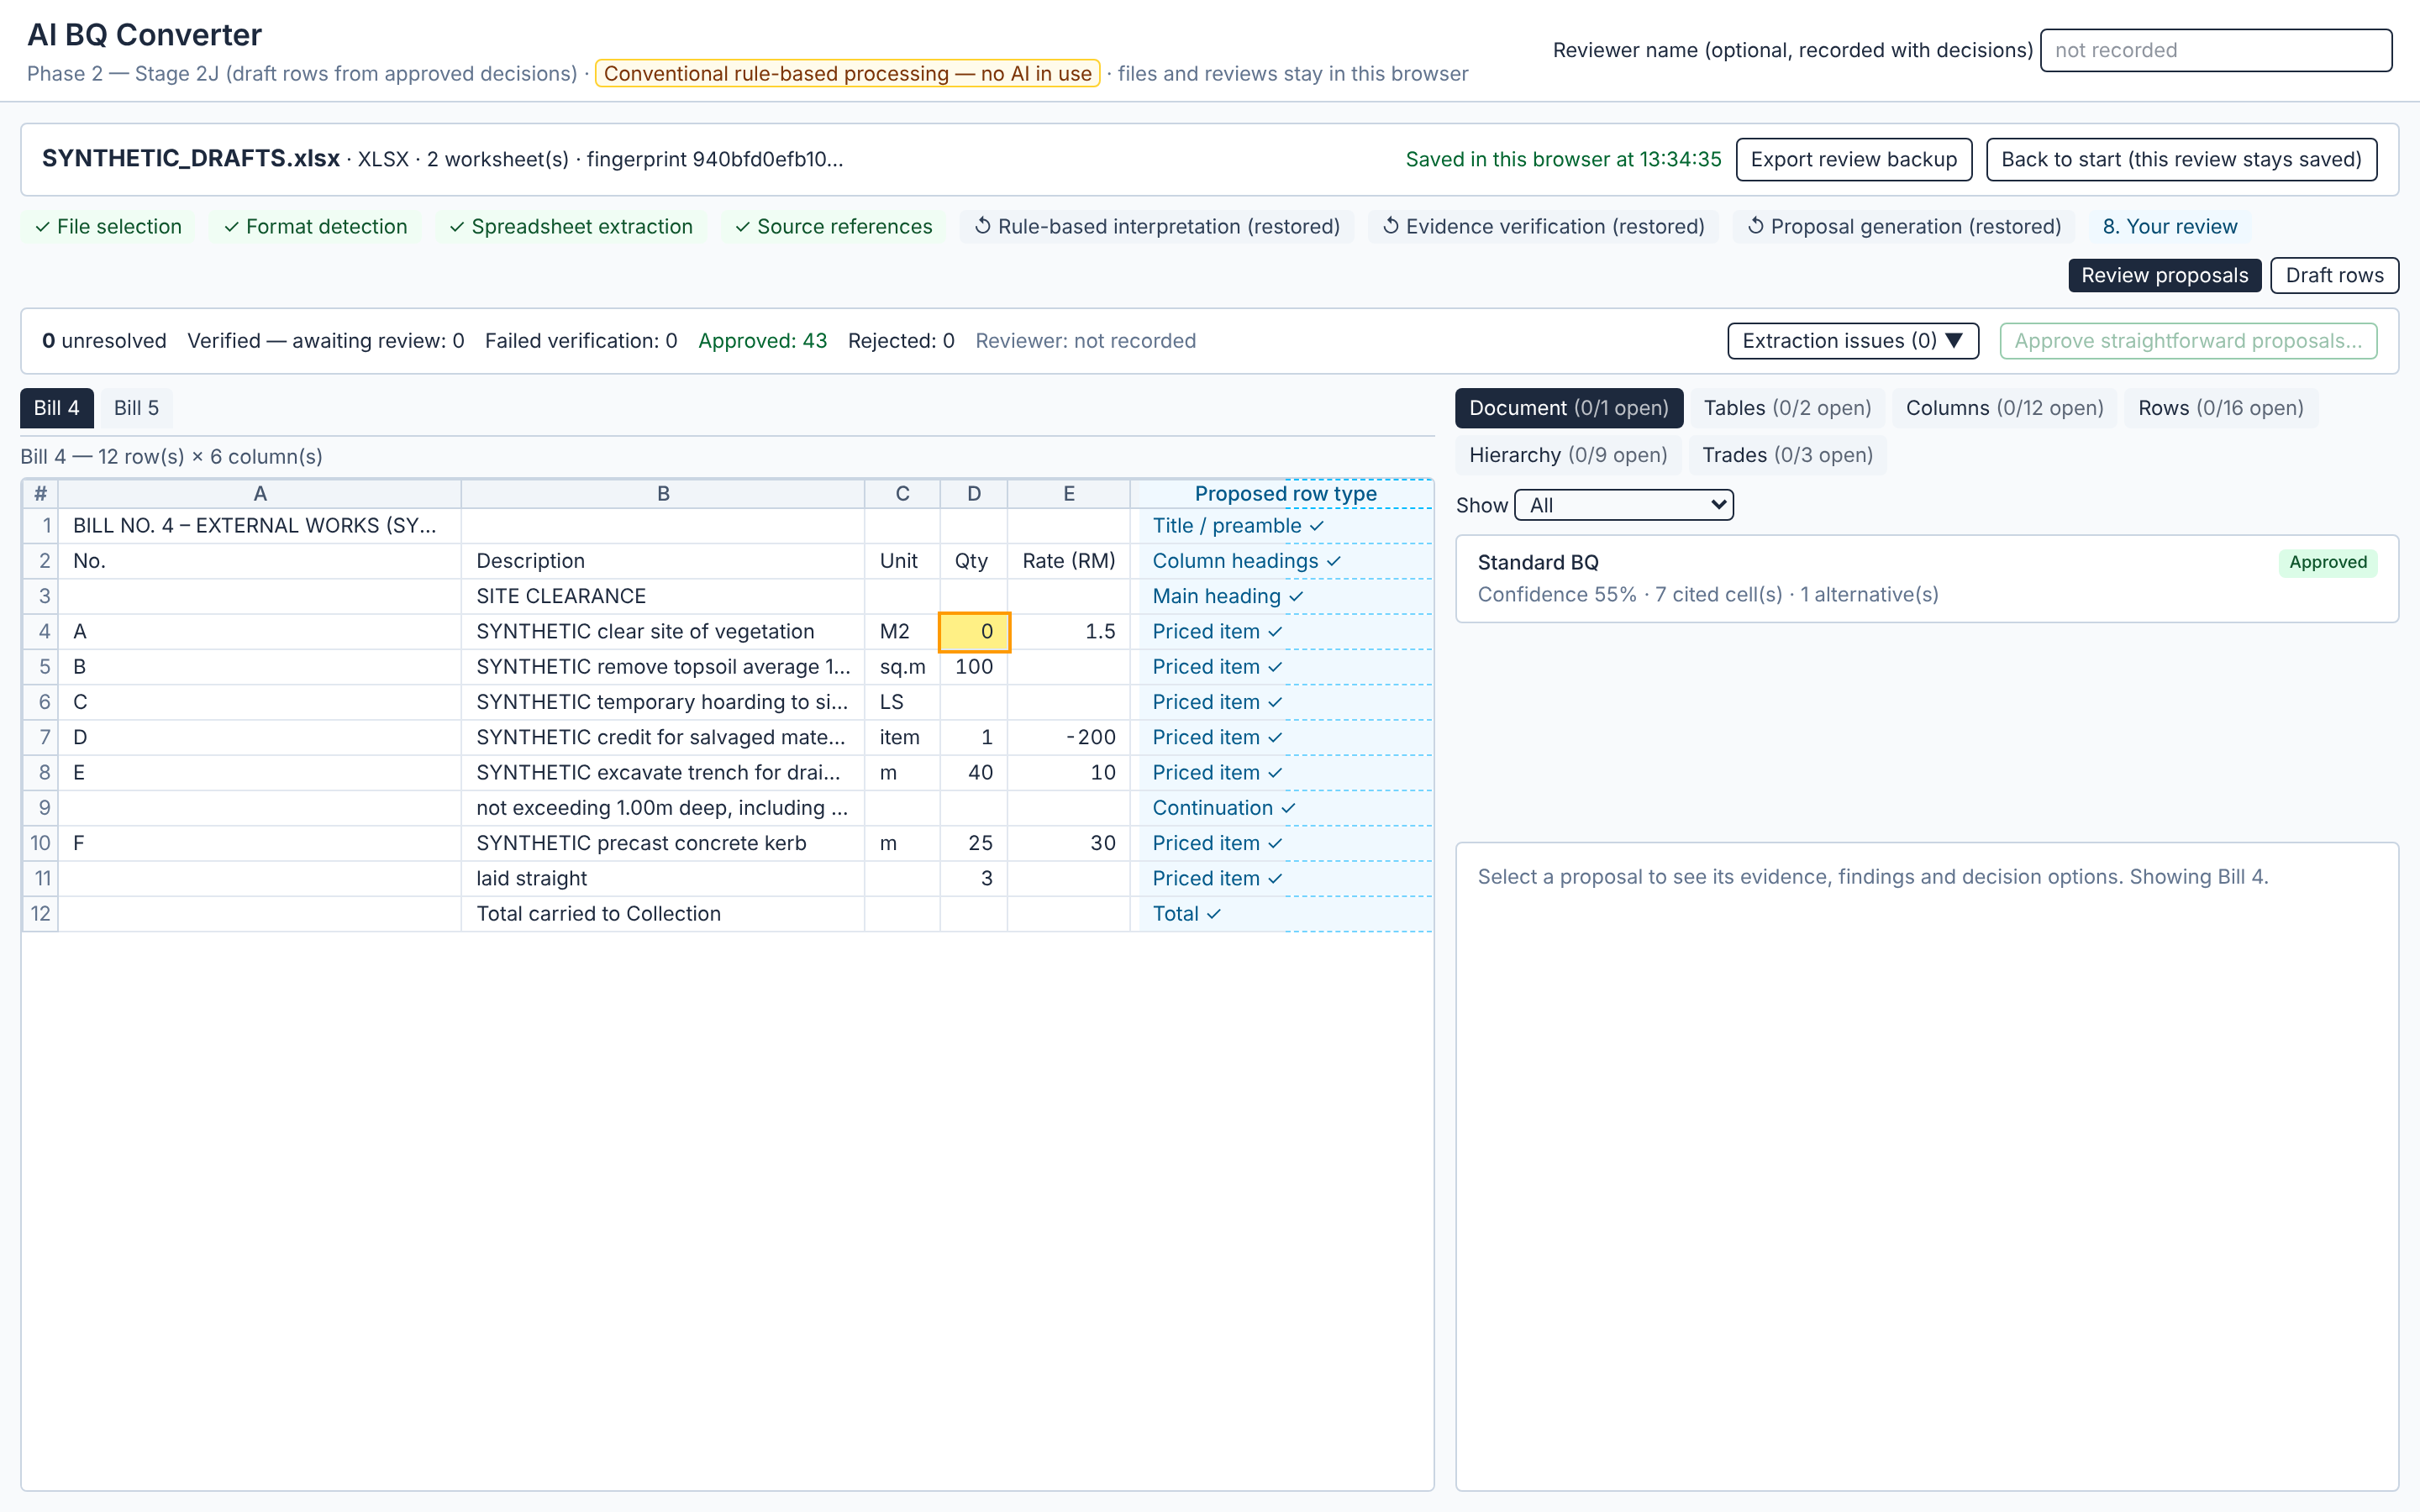 AI BQ Converter
Phase 2 — Stage 2J (draft rows from approved decisions) · Conventional rule-based processing — no AI in use · files and reviews stay in this browser
Reviewer name (optional, recorded with decisions) not recorded
SYNTHETIC_DRAFTS.xlsx · XLSX · 2 worksheet(s) · fingerprint 940bfd0efb10…
Saved in this browser at 13:34:35 Export review backup Back to start (this review stays saved)
✓ File selection ✓ Format detection ✓ Spreadsheet extraction ✓ Source references ↺ Rule-based interpretation (restored) ↺ Evidence verification (restored) ↺ Proposal generation (restored) 8. Your review
Review proposals Draft rows
0 unresolved Verified — awaiting review: 0 Failed verification: 0 Approved: 43 Rejected: 0 Reviewer: not recorded Extraction issues (0) ▼ Approve straightforward proposals…
Bill 4 Bill 5
Bill 4 — 12 row(s) × 6 column(s)
# A B C D E Proposed row type
1 BILL NO. 4 – EXTERNAL WORKS (SY… Title / preamble ✓
2 No. Description Unit Qty Rate (RM) Column headings ✓
3 SITE CLEARANCE Main heading ✓
4 A SYNTHETIC clear site of vegetation M2 0 1.5 Priced item ✓
5 B SYNTHETIC remove topsoil average 1… sq.m 100 Priced item ✓
6 C SYNTHETIC temporary hoarding to si… LS Priced item ✓
7 D SYNTHETIC credit for salvaged mate… item 1 -200 Priced item ✓
8 E SYNTHETIC excavate trench for drai… m 40 10 Priced item ✓
9 not exceeding 1.00m deep, including … Continuation ✓
10 F SYNTHETIC precast concrete kerb m 25 30 Priced item ✓
11 laid straight 3 Priced item ✓
12 Total carried to Collection Total ✓
Document (0/1 open) Tables (0/2 open) Columns (0/12 open) Rows (0/16 open)
Hierarchy (0/9 open) Trades (0/3 open)
Show All
Standard BQ Approved
Confidence 55% · 7 cited cell(s) · 1 alternative(s)
Select a proposal to see its evidence, findings and decision options. Showing Bill 4.